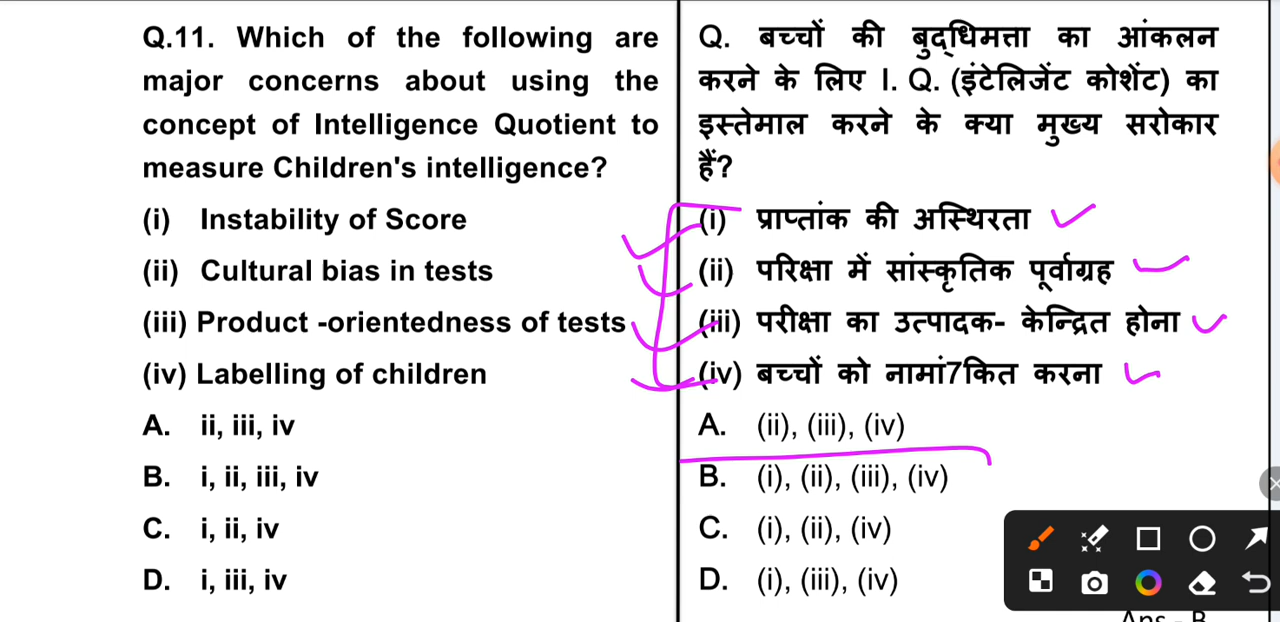 Q.11. Which of the following are
major concerns about using the
concept of Intelligence Quotient to
measure Children's intelligence?
(i) Instability of Score
(ii) Cultural bias in tests
(iii) Product -orientedness of tests
(iv) Labelling of children
A. ii, iii, iv
B. i, ii, iii, iv
C. i, ii, iv
D. i, iii, iv
Q. बच्चों की बुद्धिमत्ता का आंकलन
करने के लिए I. Q. (इंटेलिजेंट कोशेंट) का
इस्तेमाल करने के क्या मुख्य सरोकार
हैं?
(i) प्राप्तांक की अस्थिरता
(ii) परिक्षा में सांस्कृतिक पूर्वाग्रह
(iii) परीक्षा का उत्पादक- केन्द्रित होना
(iv) बच्चों को नामां7कित करना
A. (ii), (iii), (iv)
B. (i), (ii), (iii), (iv)
C. (i), (ii), (iv)
D. (i), (iii), (iv)
Ans - B